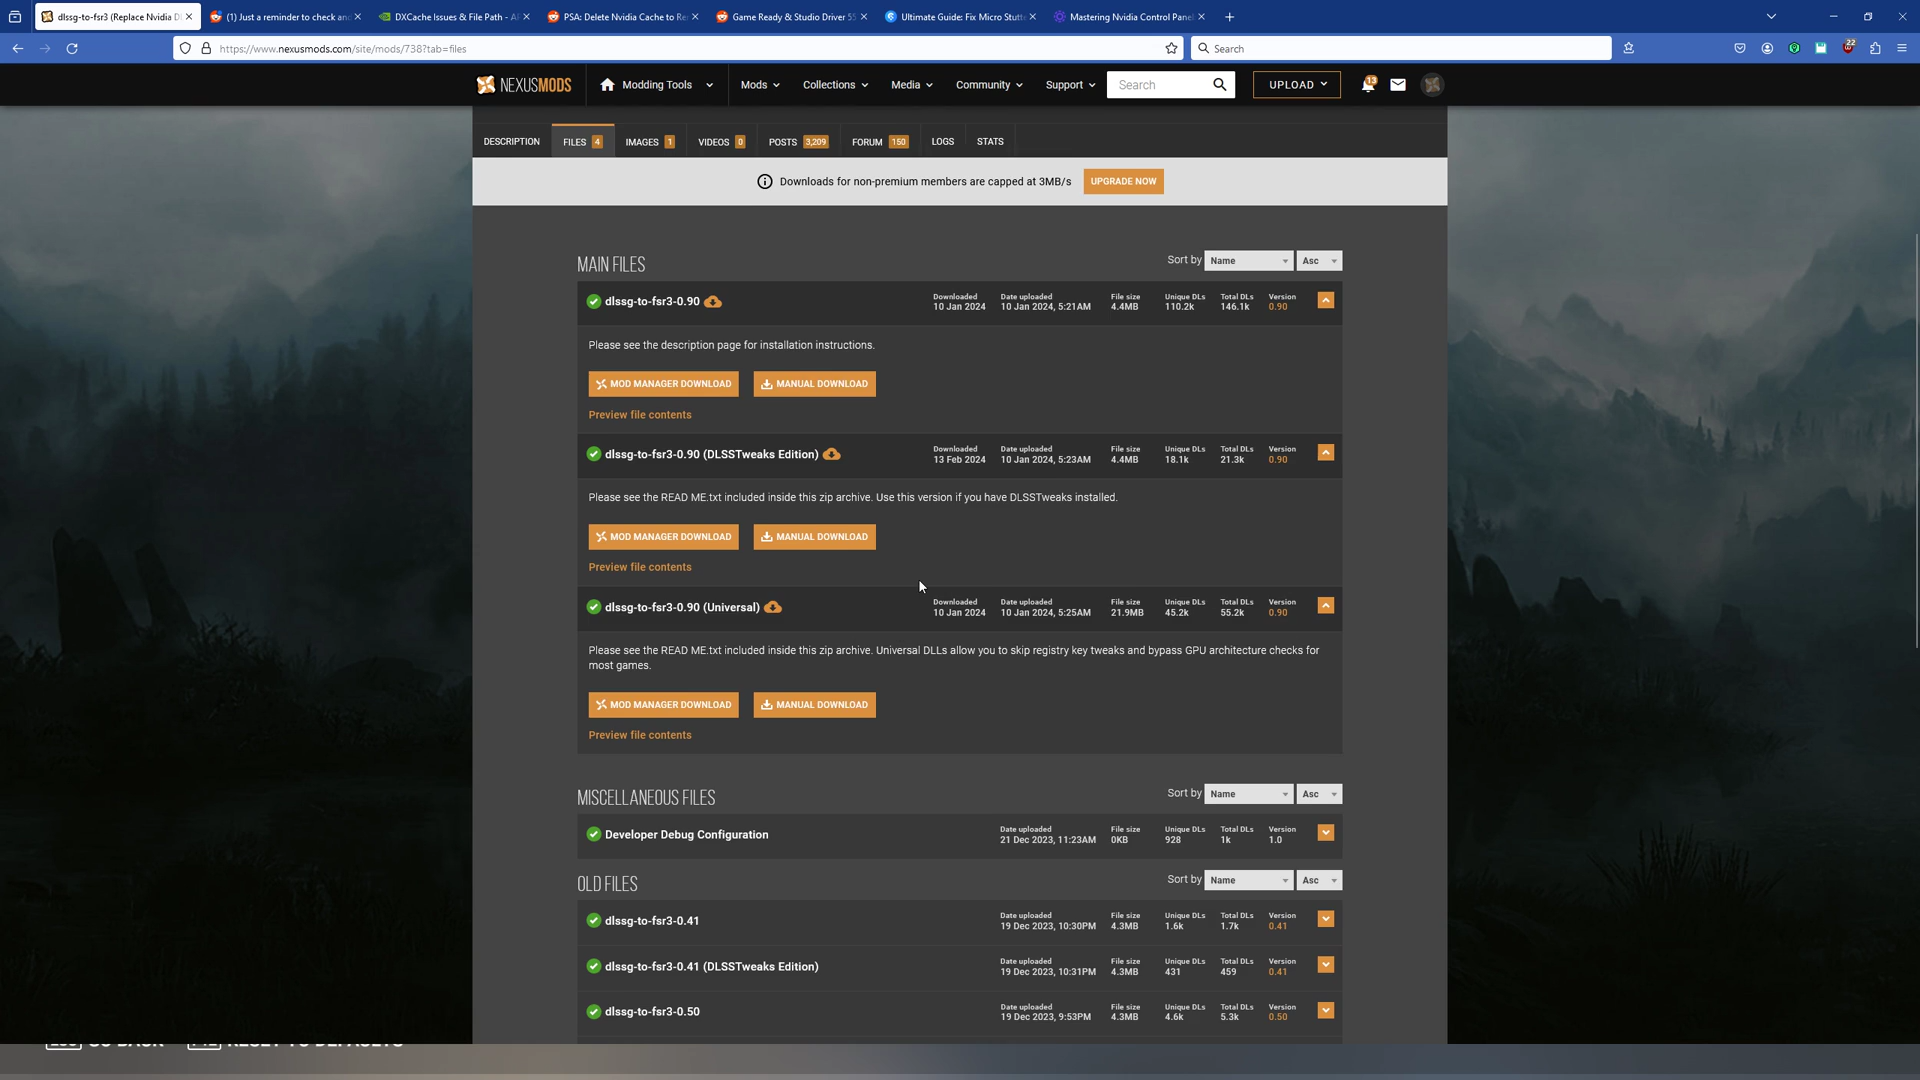 dlssg-to-fsr3 (Replace Nvidia DL
(1) Just a reminder to check and
DXCache Issues & File Path -
PSA: Delete Nvidia Cache to Re
Game Ready & Studio Driver 55
Ultimate Guide: Fix Micro Stutt
Mastering Nvidia Control Pane
https://www.nexusmods.com/site/mods/738?tab=files
Search
22
NEXUSMODS
Modding Tools
Mods
Collections
Media
Community
Support
Search
UPLOAD
13
DESCRIPTION
FILES 4
IMAGES 1
VIDEOS 0
POSTS 3,209
FORUM 150
LOGS
STATS
Downloads for non-premium members are capped at 3MB/s
UPGRADE NOW
MAIN FILES
Sort by Name Asc
dlssg-to-fsr3-0.90
Downloaded Date uploaded File size Unique DLs Total DLs Version
10 Jan 2024 10 Jan 2024, 5:21AM 4.4MB 110.2k 146.1k 0.90
Please see the description page for installation instructions.
MOD MANAGER DOWNLOAD MANUAL DOWNLOAD
Preview file contents
dlssg-to-fsr3-0.90 (DLSSTweaks Edition)
Downloaded Date uploaded File size Unique DLs Total DLs Version
13 Feb 2024 10 Jan 2024, 5:23AM 4.4MB 18.1k 21.3k 0.90
Please see the READ ME.txt included inside this zip archive. Use this version if you have DLSSTweaks installed.
MOD MANAGER DOWNLOAD MANUAL DOWNLOAD
Preview file contents
dlssg-to-fsr3-0.90 (Universal)
Downloaded Date uploaded File size Unique DLs Total DLs Version
10 Jan 2024 10 Jan 2024, 5:25AM 21.9MB 45.2k 55.2k 0.90
Please see the READ ME.txt included inside this zip archive. Universal DLLs allow you to skip registry key tweaks and bypass GPU architecture checks for
most games.
MOD MANAGER DOWNLOAD MANUAL DOWNLOAD
Preview file contents
MISCELLANEOUS FILES
Sort by Name Asc
Developer Debug Configuration
Date uploaded File size Unique DLs Total DLs Version
21 Dec 2023, 11:23AM 0KB 928 1k 1.0
OLD FILES
Sort by Name Asc
dlssg-to-fsr3-0.41
Date uploaded File size Unique DLs Total DLs Version
19 Dec 2023, 10:30PM 4.3MB 1.6k 1.7k 0.41
dlssg-to-fsr3-0.41 (DLSSTweaks Edition)
Date uploaded File size Unique DLs Total DLs Version
19 Dec 2023, 10:31PM 4.3MB 431 459 0.41
dlssg-to-fsr3-0.50
Date uploaded File size Unique DLs Total DLs Version
19 Dec 2023, 9:53PM 4.3MB 4.6k 5.3k 0.50
GO BACK
RESET TO DEFAULTS